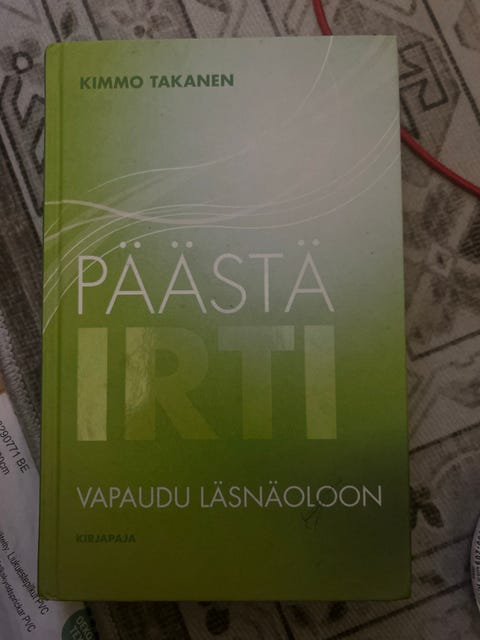 KIMMO TAKANEN
PÄÄSTÄ
IRTI
VAPAUDU LÄSNÄOLOON
KIRJAPAJA